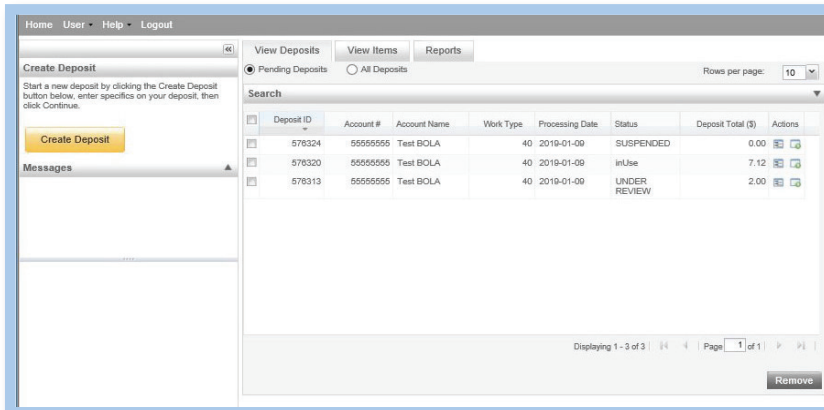 Home User Help Logout
Create Deposit
Start a new deposit by clicking the Create Deposit
button below, enter specifics on your deposit, then
click Continue.
Create Deposit
Messages
View Deposits View Items Reports
Pending Deposits All Deposits Rows per page: 10
Search
Deposit ID Account # Account Name Work Type Processing Date Status Deposit Total ($) Actions
576324 55555555 Test BOLA 40 2019-01-09 SUSPENDED 0.00
576320 55555555 Test BOLA 40 2019-01-09 inUse 7.12
576313 55555555 Test BOLA 40 2019-01-09 UNDER 2.00
REVIEW
Displaying 1 - 3 of 3 Page 1 of 1
Remove